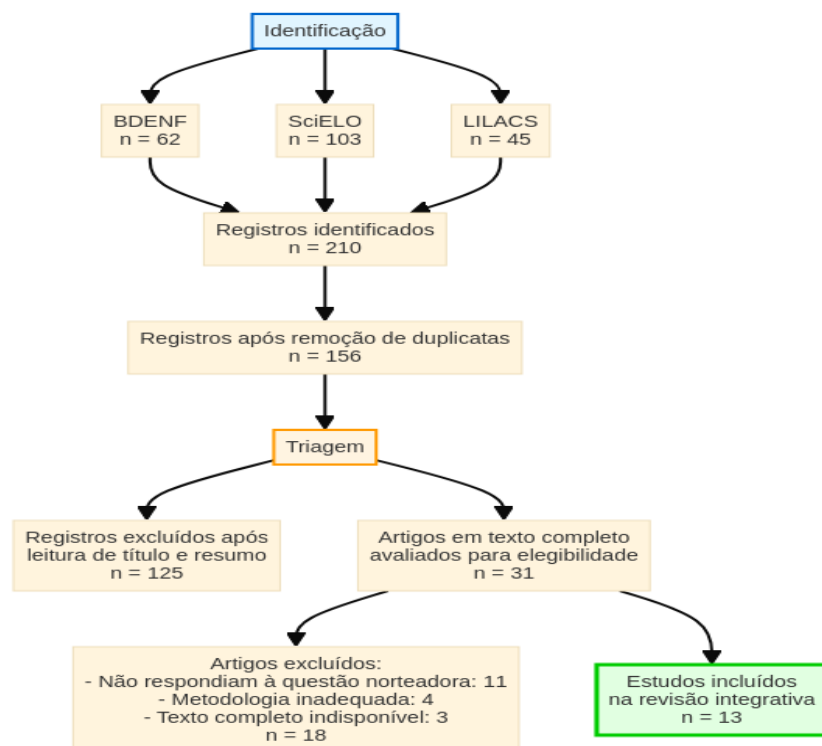 Identificação
BDENF
n = 62
SciELO
n = 103
LILACS
n = 45
Registros identificados
n = 210
Registros após remoção de duplicatas
n = 156
Triagem
Registros excluídos após
leitura de título e resumo
n = 125
Artigos em texto completo
avaliados para elegibilidade
n = 31
Artigos excluídos:
- Não respondiam à questão norteadora: 11
- Metodologia inadequada: 4
- Texto completo indisponível: 3
n = 18
Estudos incluídos
na revisão integrativa
n = 13